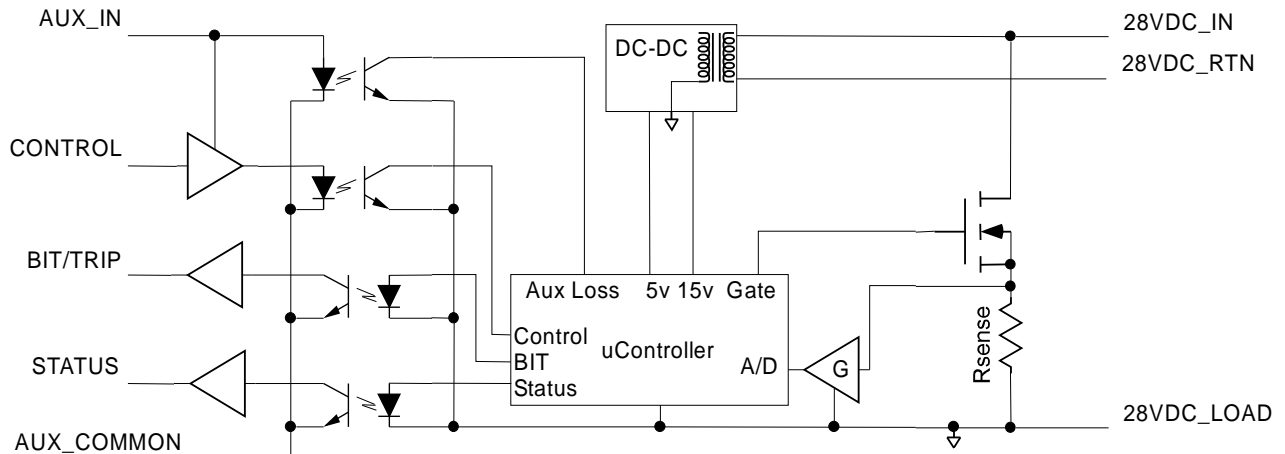 AUX_IN
DC-DC
28VDC_IN
28VDC_RTN
CONTROL
BIT/TRIP
Aux Loss 5v 15v Gate
Control
uController
BIT
A/D
G
Rsense
STATUS
Status
28VDC_LOAD
AUX_COMMON